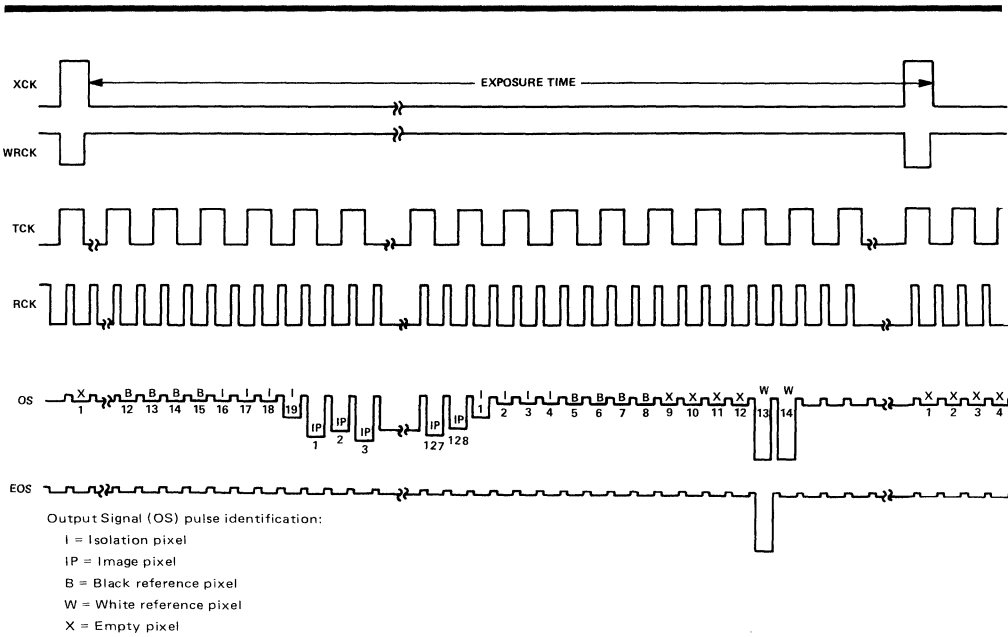 XCK
EXPOSURE TIME
WRCK
TCK
RCK
OS
X B B B B I I I I I I I I B B B B X X X X W W X X X X
1 12 13 14 15 16 17 18 19 IP IP IP IP IP 1 2 3 4 5 6 7 8 9 10 11 12 13 14 1 2 3 4
1 2 3 127 128
EOS
Output Signal (OS) pulse identification:
I = Isolation pixel
IP = Image pixel
B = Black reference pixel
W = White reference pixel
X = Empty pixel